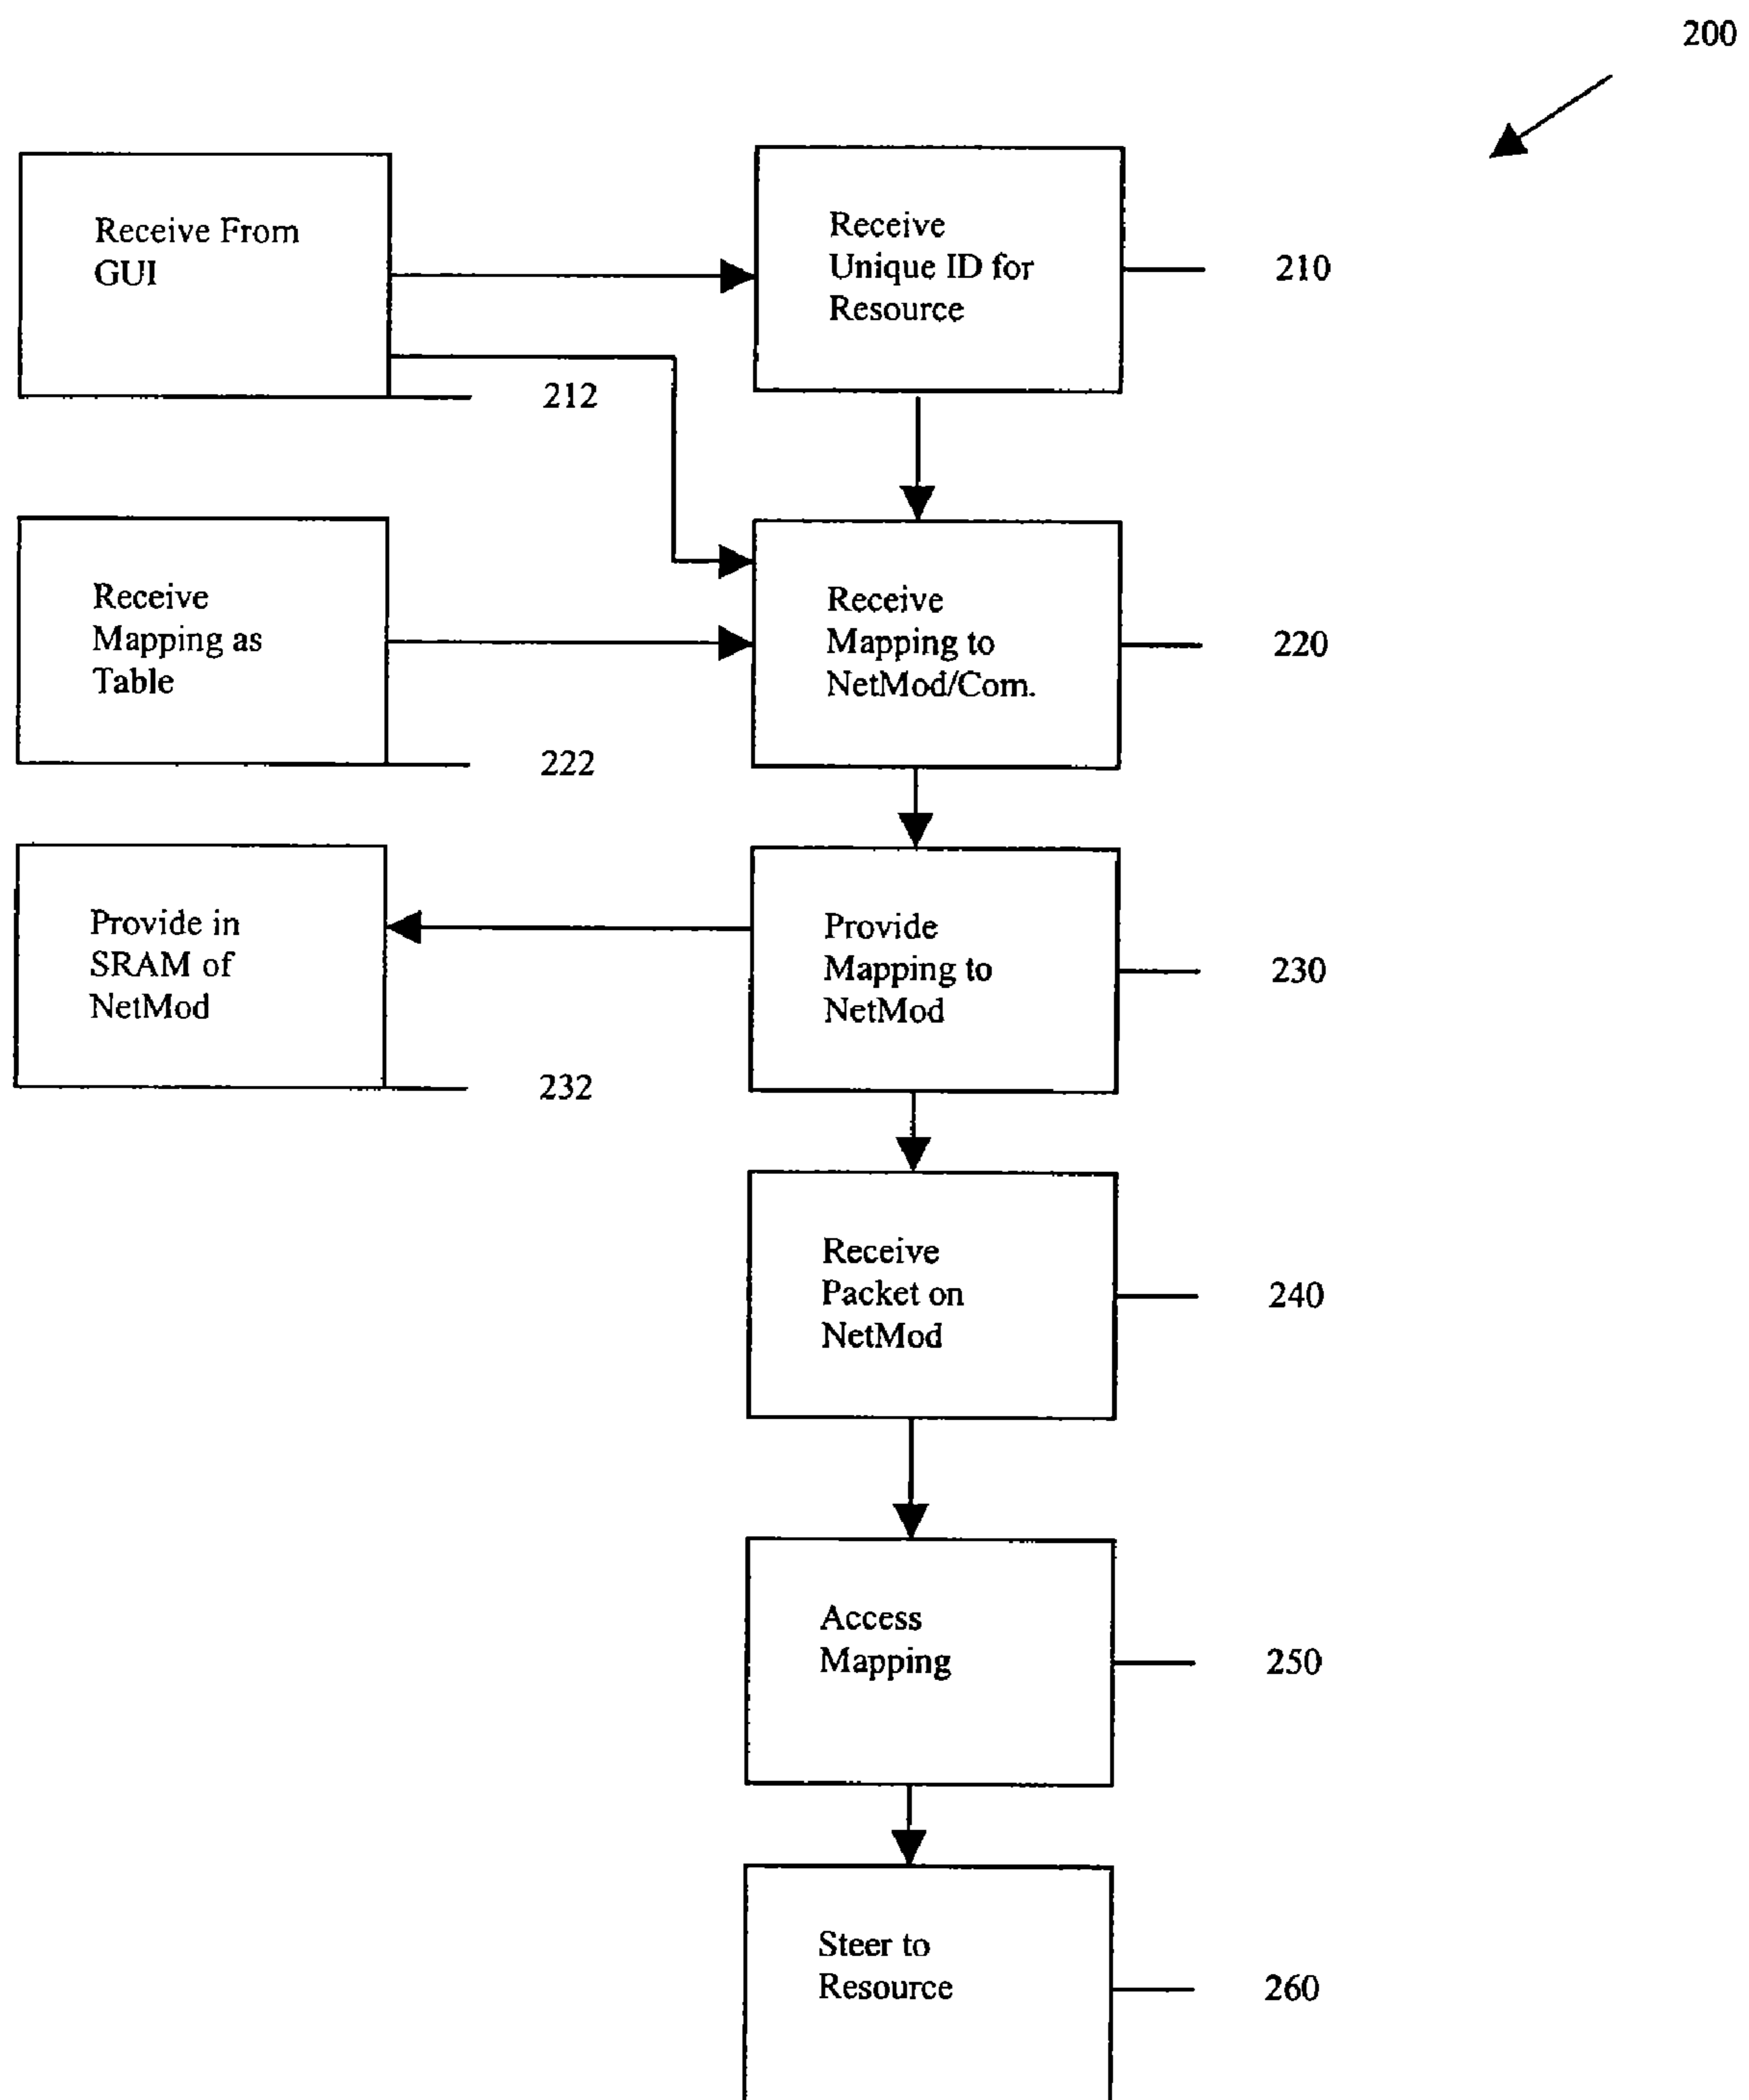 200
Receive From
GUI
212
Receive
Unique ID for
Resource
210
Receive
Mapping as
Table
222
Receive
Mapping to
NetMod/Com.
220
Provide in
SRAM of
NetMod
232
Provide
Mapping to
NetMod
230
Receive
Packet on
NetMod
240
Access
Mapping
250
Steer to
Resource
260